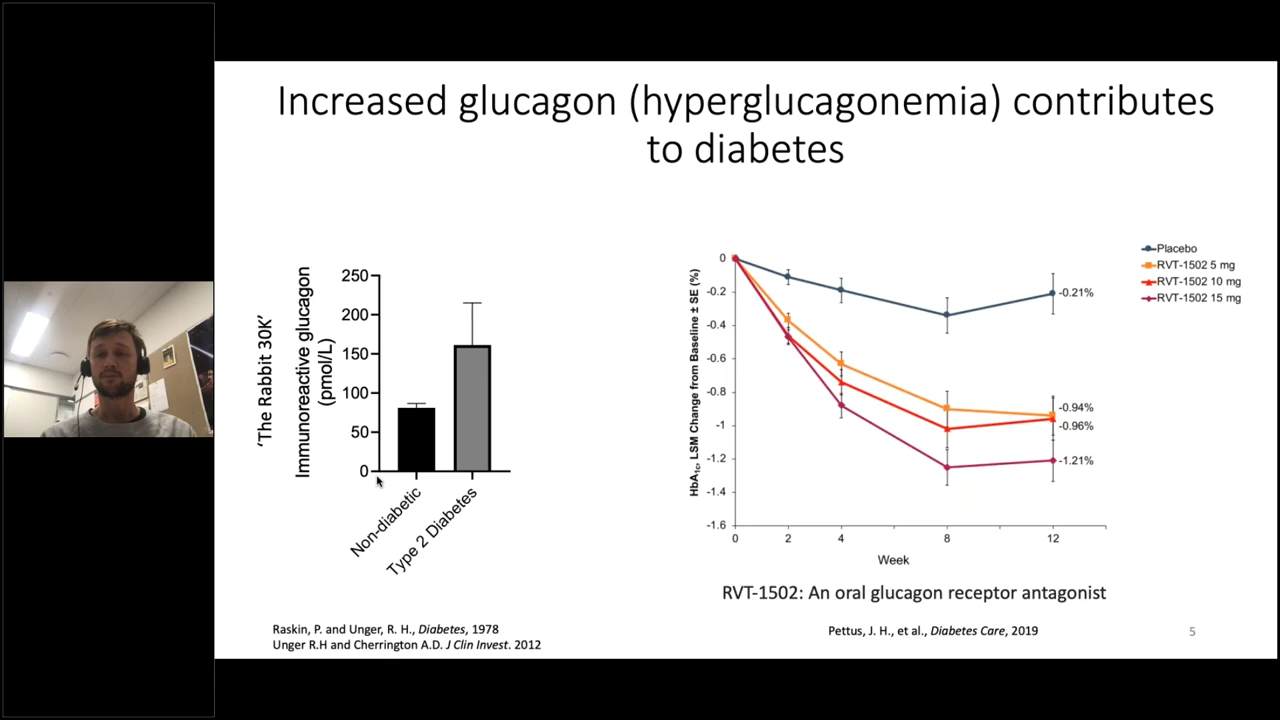 Increased glucagon (hyperglucagonemia) contributes
to diabetes
‘The Rabbit 30K’
Immunoreactive glucagon
(pmol/L)
250
200
150
100
50
0
Non-diabetic
Type 2 Diabetes
Raskin, P. and Unger, R. H., Diabetes, 1978
Unger R.H and Cherrington A.D. J Clin Invest. 2012
HbA1c, LSM Change from Baseline ± SE (%)
0
-0.2
-0.4
-0.6
-0.8
-1
-1.2
-1.4
-1.6
0 2 4 8 12
Week
-0.21%
-0.94%
-0.96%
-1.21%
Placebo
RVT-1502 5 mg
RVT-1502 10 mg
RVT-1502 15 mg
RVT-1502: An oral glucagon receptor antagonist
Pettus, J. H., et al., Diabetes Care, 2019
5